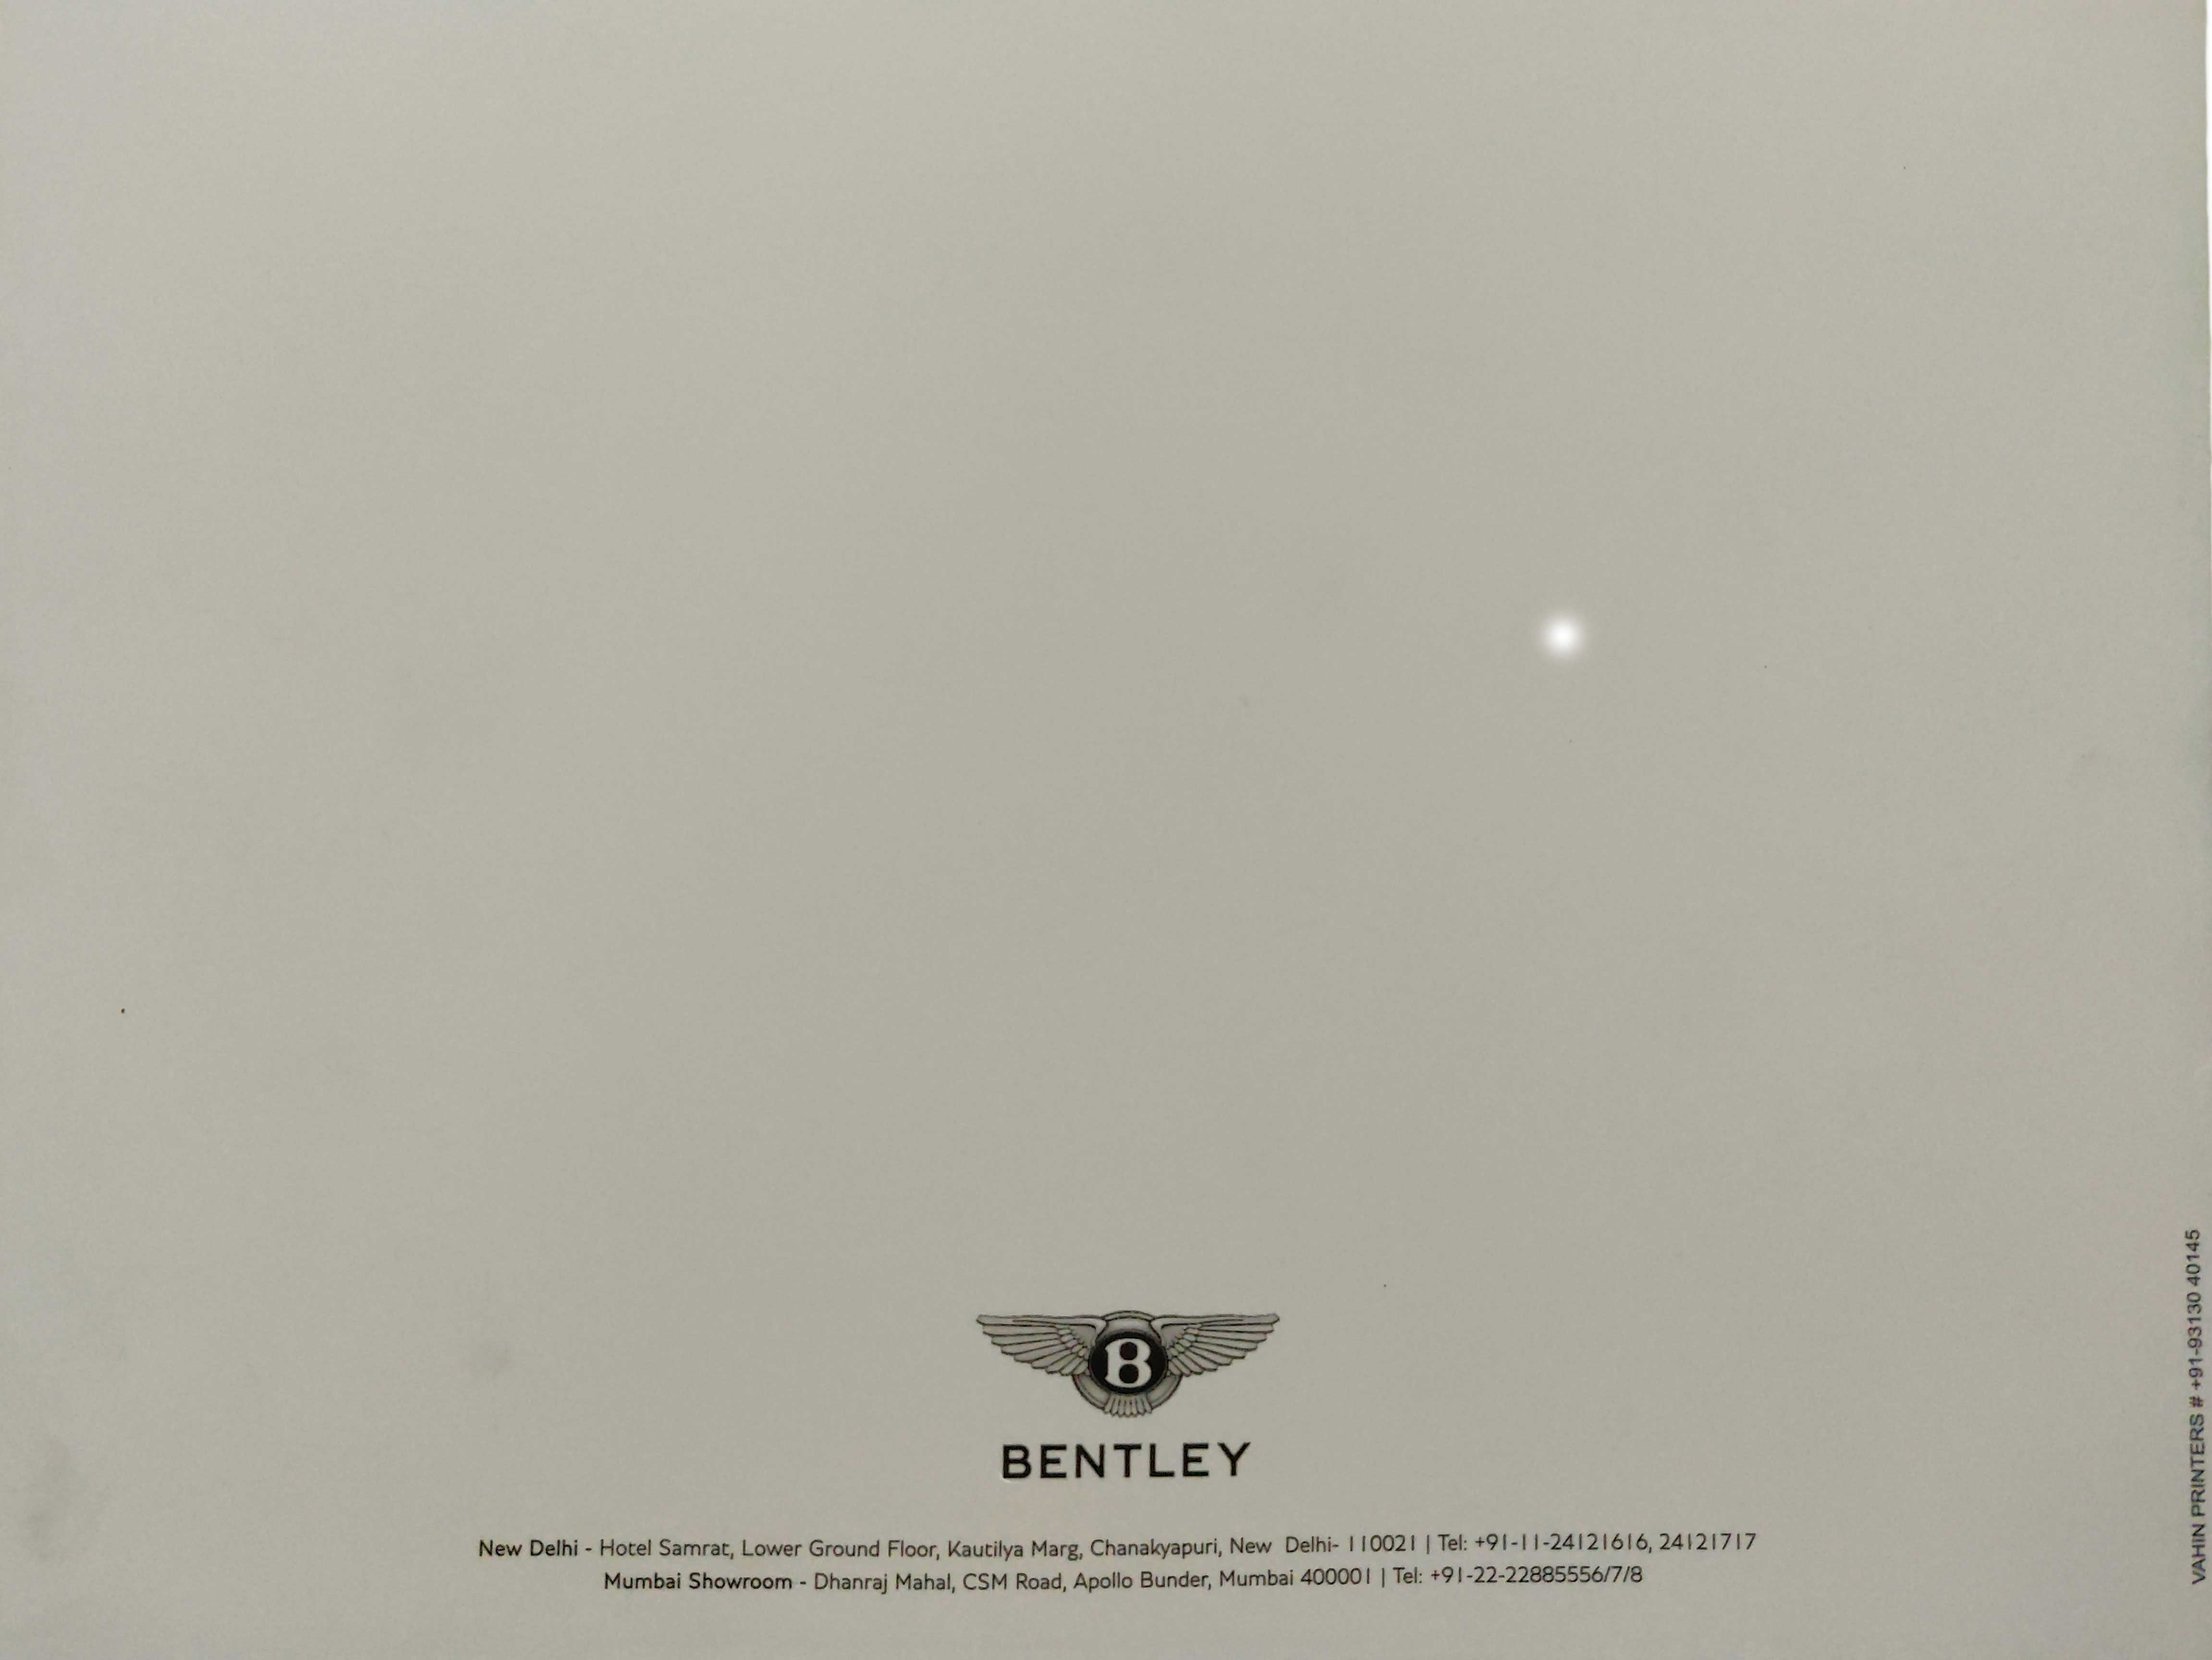 B
BENTLEY
New Delhi - Hotel Samrat, Lower Ground Floor, Kautilya Marg, Chanakyapuri, New Delhi- 110021 | Tel: +91-11-24121616, 24121717
Mumbai Showroom - Dhanraj Mahal, CSM Road, Apollo Bunder, Mumbai 400001 | Tel: +91-22-22885556/7/8
VAHIN PRINTERS # +91-93130 40145